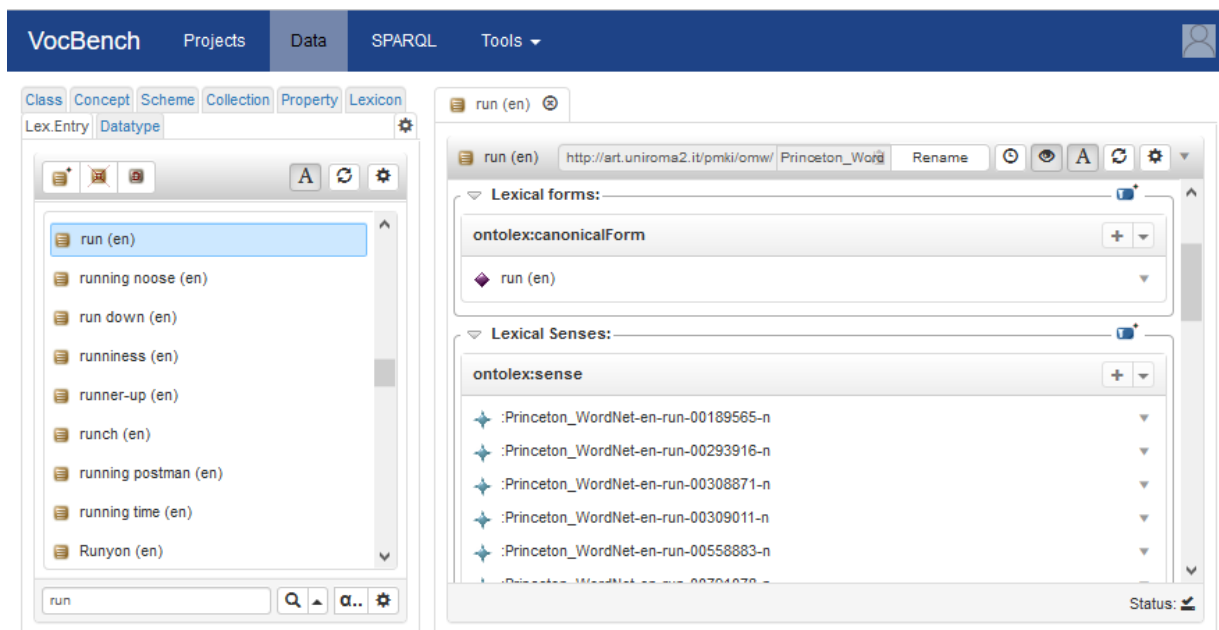 VocBench Projects Data SPARQL Tools
Class Concept Scheme Collection Property Lexicon
Lex.Entry Datatype
A
run (en)
running noose (en)
run down (en)
runniness (en)
runner-up (en)
runch (en)
running postman (en)
running time (en)
Runyon (en)
run α..
run (en)
run (en) http://art.uniroma2.it/pmki/omw/ Princeton_Word Rename A
Lexical forms:
ontolex:canonicalForm
run (en)
Lexical Senses:
ontolex:sense
:Princeton_WordNet-en-run-00189565-n
:Princeton_WordNet-en-run-00293916-n
:Princeton_WordNet-en-run-00308871-n
:Princeton_WordNet-en-run-00309011-n
:Princeton_WordNet-en-run-00558883-n
Status: